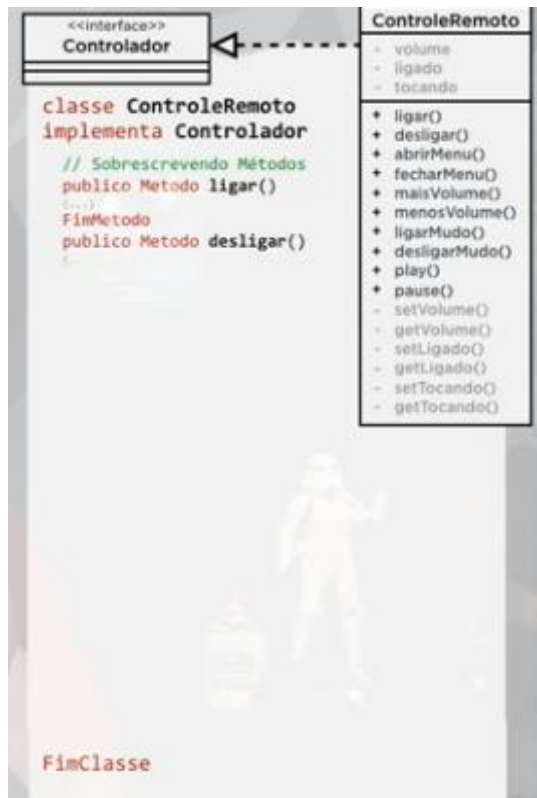 <<interface>>
Controlador
ControleRemoto
- volume
- ligado
- tocando
+ ligar()
+ desligar()
+ abrirMenu()
+ fecharMenu()
+ maisVolume()
+ menosVolume()
+ ligarMudo()
+ desligarMudo()
+ play()
+ pause()
- setVolume()
- getVolume()
- setLigado()
- getLigado()
- setTocando()
- getTocando()
classe ControleRemoto
implementa Controlador
// Sobrescrevendo Métodos
publico Metodo ligar()
(...)
FimMetodo
publico Metodo desligar()
FimClasse